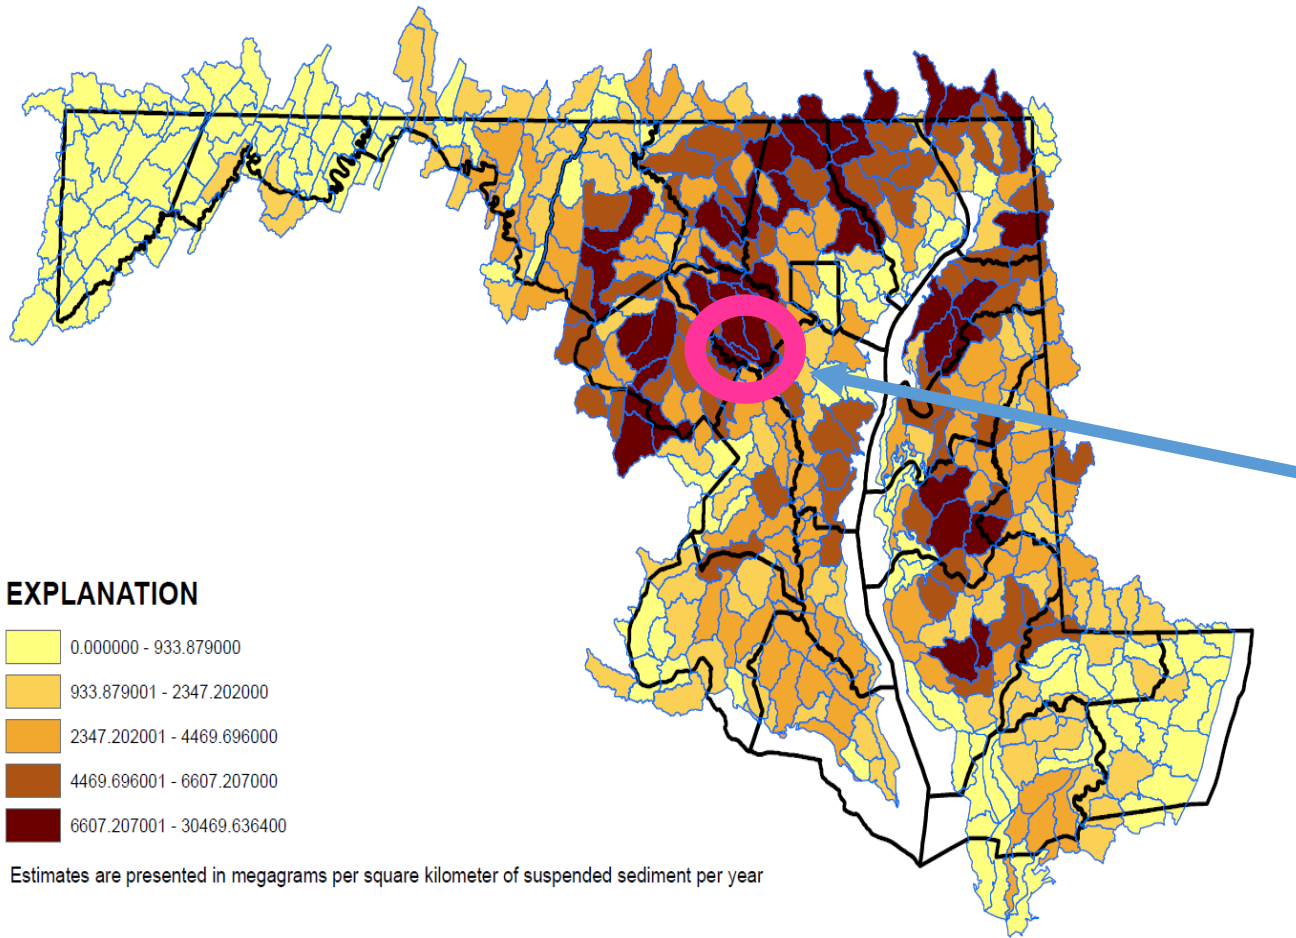 EXPLANATION
0.000000 - 933.879000
933.879001 - 2347.202000
2347.202001 - 4469.696000
4469.696001 - 6607.207000
6607.207001 - 30469.636400
Estimates are presented in megagrams per square kilometer of suspended sediment per year